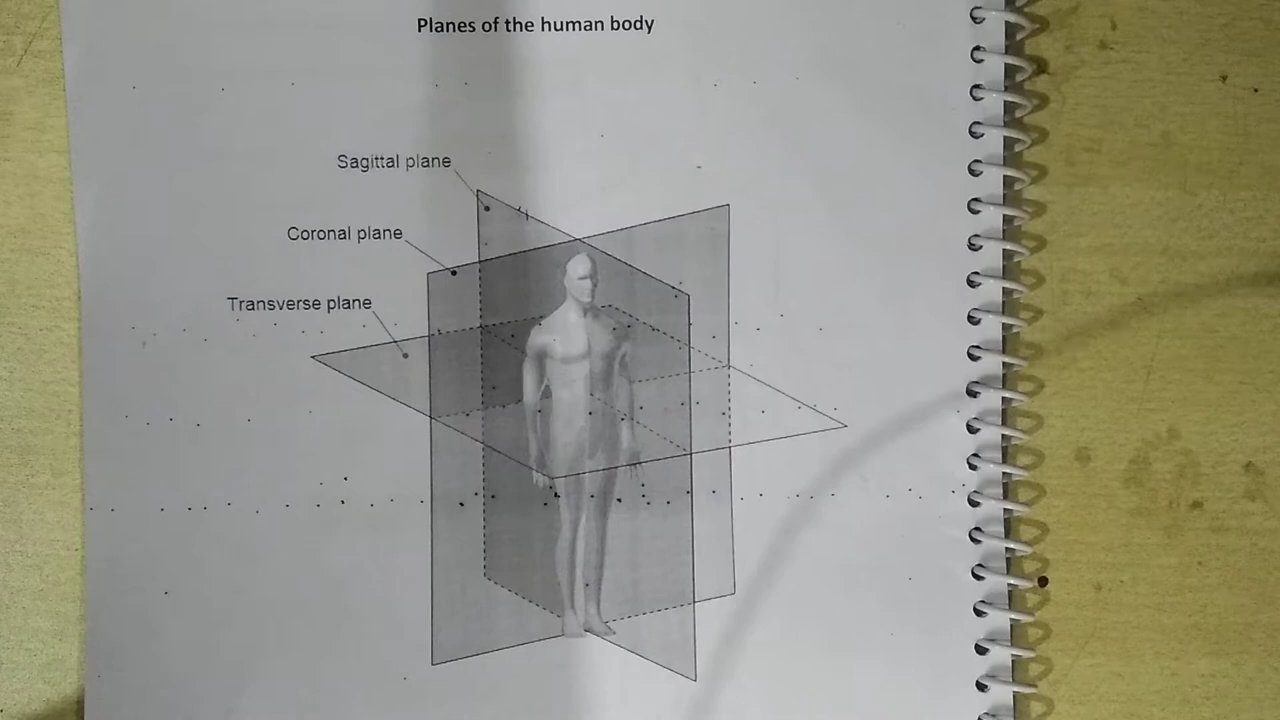 Planes of the human body
Sagittal plane
Coronal plane
Transverse plane